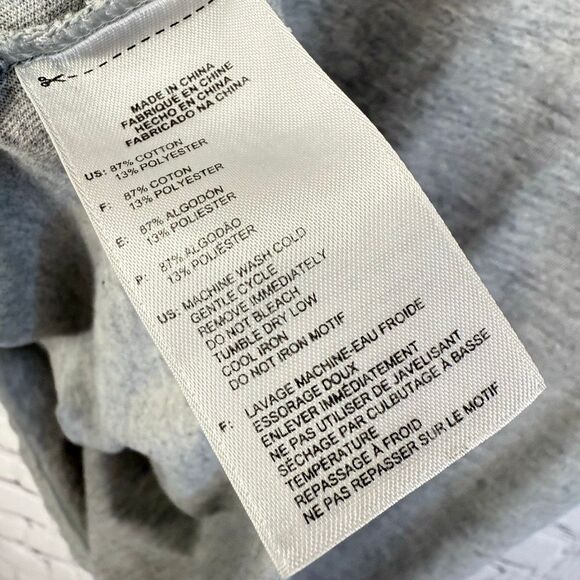 MADE IN CHINA
FABRIQUE EN CHINE
HECHO EN CHINA
FABRICADO NA CHINA
US: 87% COTTON
13% POLYESTER
F: 87% COTON
13% POLYESTER
E: 87% ALGODÓN
13% POLIESTER
P: 87% ALGODÃO
13% POLIÉSTER
US: MACHINE WASH COLD
GENTLE CYCLE
REMOVE IMMEDIATELY
DO NOT BLEACH
TUMBLE DRY LOW
COOL IRON
DO NOT IRON MOTIF
F: LAVAGE MACHINE-EAU FROIDE
ESSORAGE DOUX
ENLEVER IMMÉDIATEMENT
NE PAS UTILISER DE JAVELISANT
SÉCHAGE PAR CULBUTAGE À BASSE
TEMPÉRATURE
REPASSAGE À FROID
NE PAS REPASSER SUR LE MOTIF